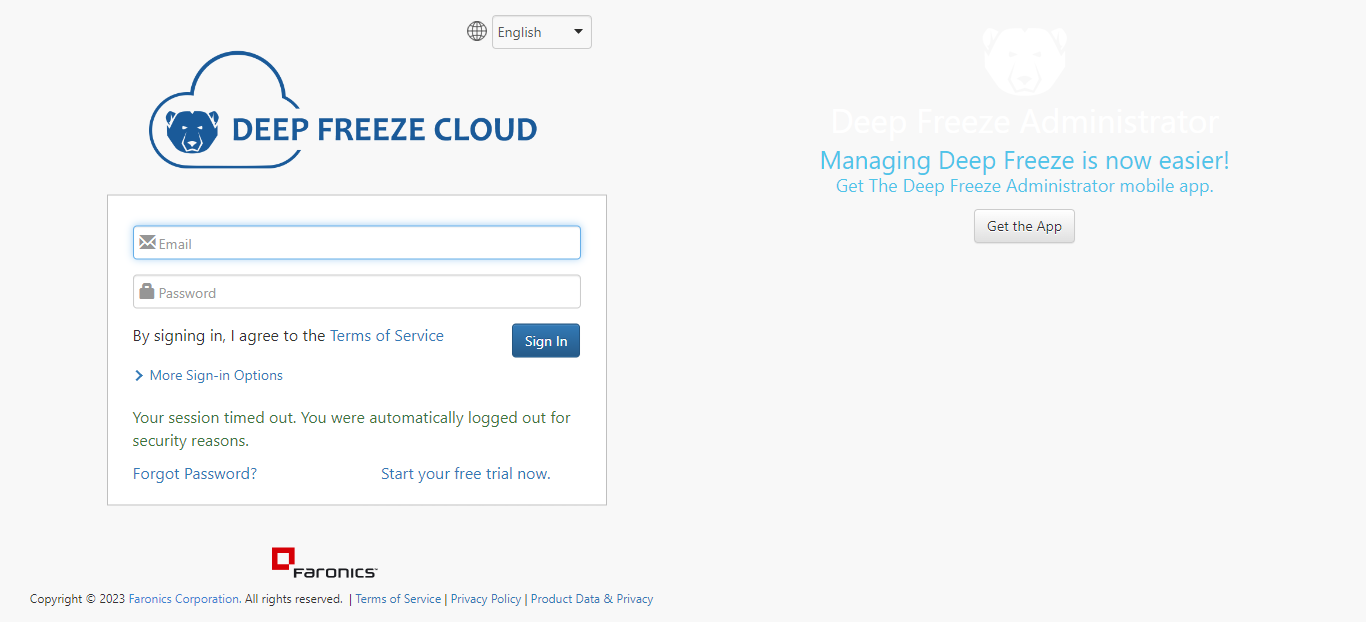 English
DEEP FREEZE CLOUD
Email
Password
By signing in, I agree to the Terms of Service
Sign In
More Sign-in Options
Your session timed out. You were automatically logged out for
security reasons.
Forgot Password?
Start your free trial now.
Deep Freeze Administrator
Managing Deep Freeze is now easier!
Get The Deep Freeze Administrator mobile app.
Get the App
FARONICS
Copyright © 2023 Faronics Corporation. All rights reserved. | Terms of Service | Privacy Policy | Product Data & Privacy